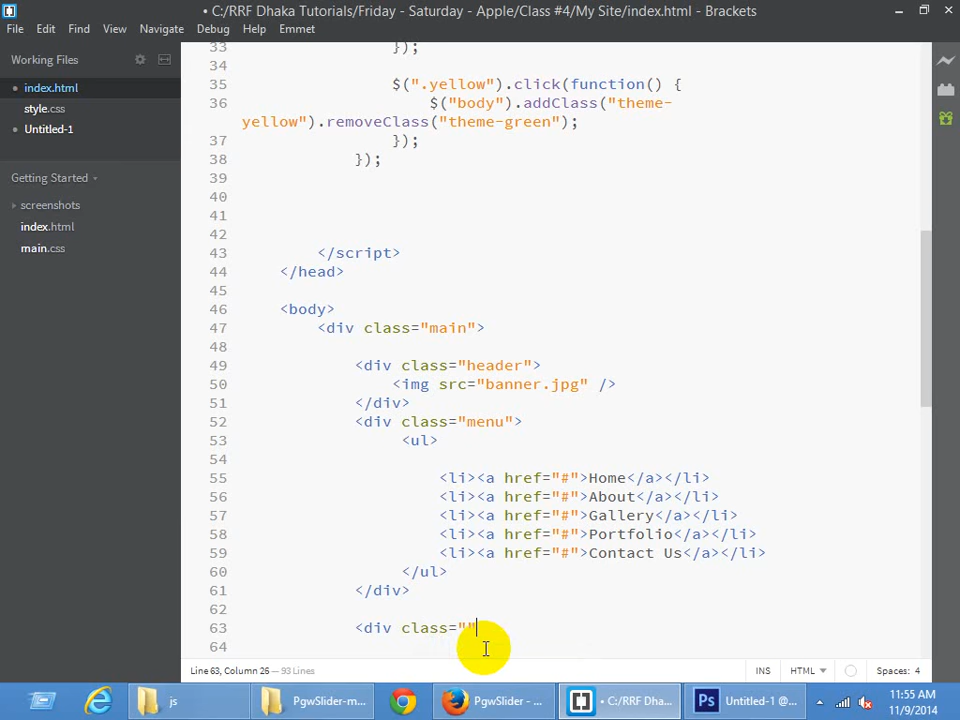 • C:/RRF Dhaka Tutorials/Friday - Saturday - Apple/Class #4/My Site/index.html - Brackets
File Edit Find View Navigate Debug Help Emmet
Working Files
index.html
style.css
Untitled-1
Getting Started
screenshots
index.html
main.css
33 });
34
35 $(".yellow").click(function() {
36 $("body").addClass("theme-
yellow").removeClass("theme-green");
37 });
38 });
39
40
41
42
43 </script>
44 </head>
45
46 <body>
47 <div class="main">
48
49 <div class="header">
50 <img src="banner.jpg" />
51 </div>
52 <div class="menu">
53 <ul>
54
55 <li><a href="#">Home</a></li>
56 <li><a href="#">About</a></li>
57 <li><a href="#">Gallery</a></li>
58 <li><a href="#">Portfolio</a></li>
59 <li><a href="#">Contact Us</a></li>
60 </ul>
61 </div>
62
63 <div class=""
64
Line 63, Column 26 — 93 Lines INS HTML Spaces: 4
js PgwSlider-m... PgwSlider - ... • C:/RRF Dha... Untitled-1 @... 11:55 AM
11/9/2014